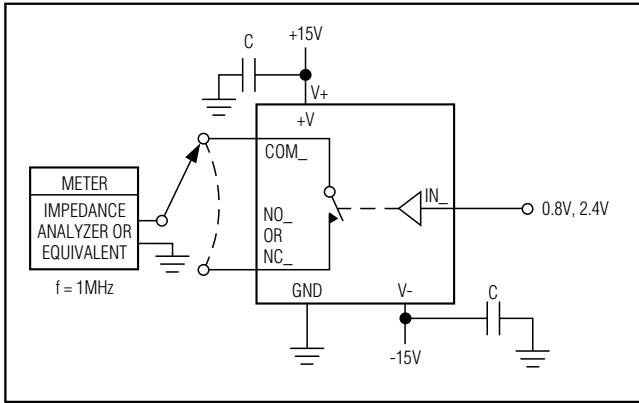 +15V
C
V+
+V
COM_
METER
IMPEDANCE
ANALYZER OR
EQUIVALENT
f = 1MHz
NO_
OR
NC_
IN_
0.8V, 2.4V
GND
V-
C
-15V